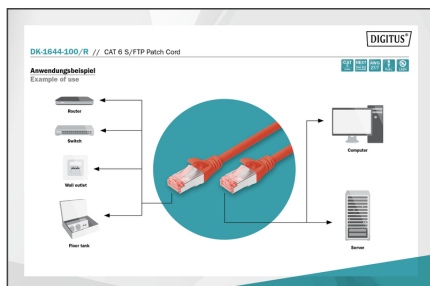 DIGITUS®
DK-1644-100/R // CAT 6 S/FTP Patch Cord
Anwendungsbeispiel
Example of use
Router
Switch
Wall outlet
Floor tank
Computer
Server